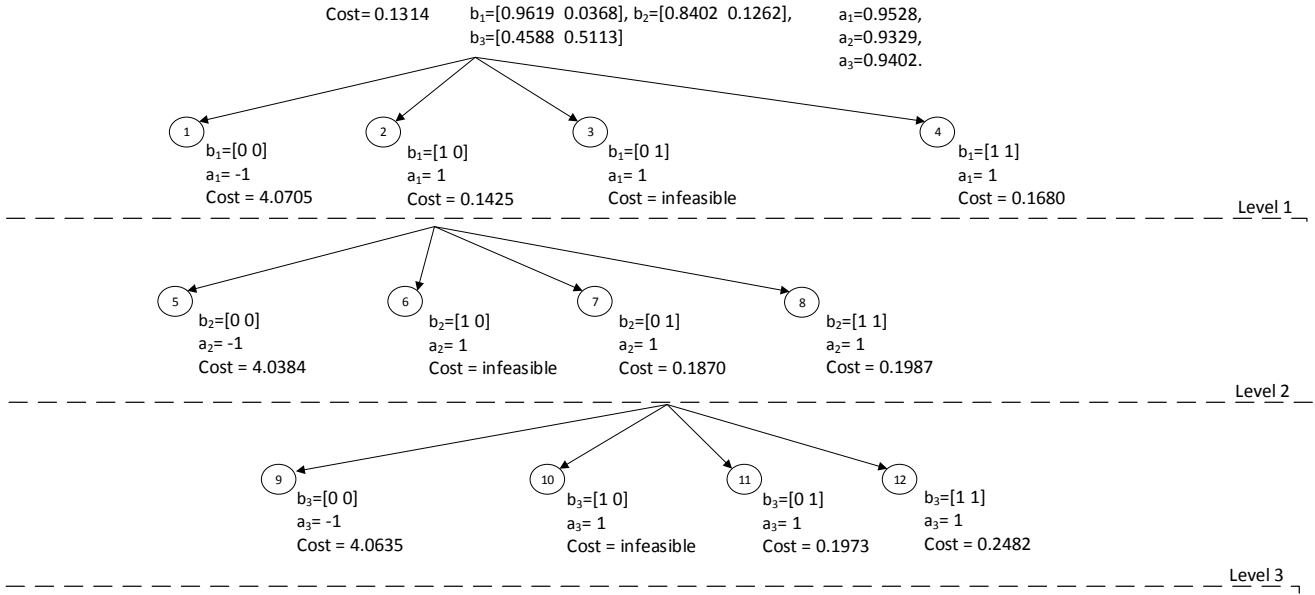 Cost= 0.1314
b₁=[0.9619 0.0368], b₂=[0.8402 0.1262],
b₃=[0.4588 0.5113]
a₁=0.9528,
a₂=0.9329,
a₃=0.9402.
1
b₁=[0 0]
a₁= -1
Cost = 4.0705
2
b₁=[1 0]
a₁= 1
Cost = 0.1425
3
b₁=[0 1]
a₁= 1
Cost = infeasible
4
b₁=[1 1]
a₁= 1
Cost = 0.1680
Level 1
5
b₂=[0 0]
a₂= -1
Cost = 4.0384
6
b₂=[1 0]
a₂= 1
Cost = infeasible
7
b₂=[0 1]
a₂= 1
Cost = 0.1870
8
b₂=[1 1]
a₂= 1
Cost = 0.1987
Level 2
9
b₃=[0 0]
a₃= -1
Cost = 4.0635
10
b₃=[1 0]
a₃= 1
Cost = infeasible
11
b₃=[0 1]
a₃= 1
Cost = 0.1973
12
b₃=[1 1]
a₃= 1
Cost = 0.2482
Level 3